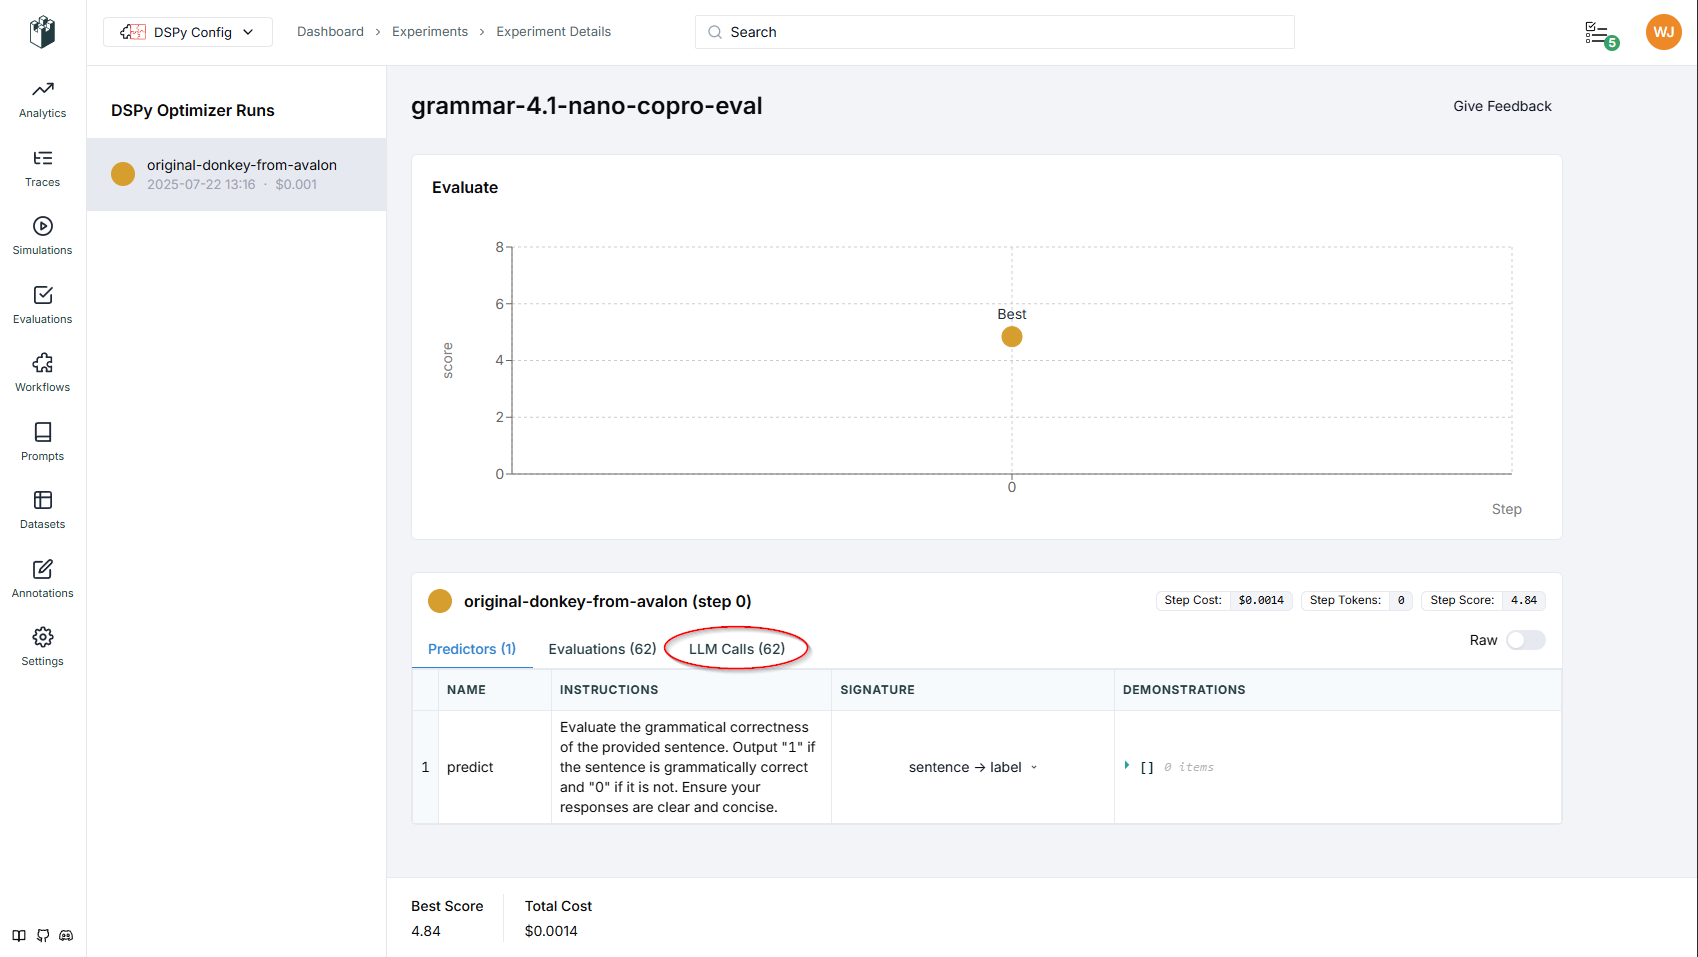 DSPy Config
Dashboard > Experiments > Experiment Details
Search
5
WJ
Analytics
Traces
Simulations
Evaluations
Workflows
Prompts
Datasets
Annotations
Settings
DSPy Optimizer Runs
original-donkey-from-avalon
2025-07-22 13:16 · $0.001
grammar-4.1-nano-copro-eval
Give Feedback
Evaluate
8
6
4
2
0
score
Best
0
Step
original-donkey-from-avalon (step 0)
Step Cost: $0.0014
Step Tokens: 0
Step Score: 4.84
Predictors (1)
Evaluations (62)
LLM Calls (62)
Raw
NAME INSTRUCTIONS SIGNATURE DEMONSTRATIONS
1 predict
Evaluate the grammatical correctness
of the provided sentence. Output "1" if
the sentence is grammatically correct
and "0" if it is not. Ensure your
responses are clear and concise.
sentence → label
[] 0 items
Best Score
4.84
Total Cost
$0.0014